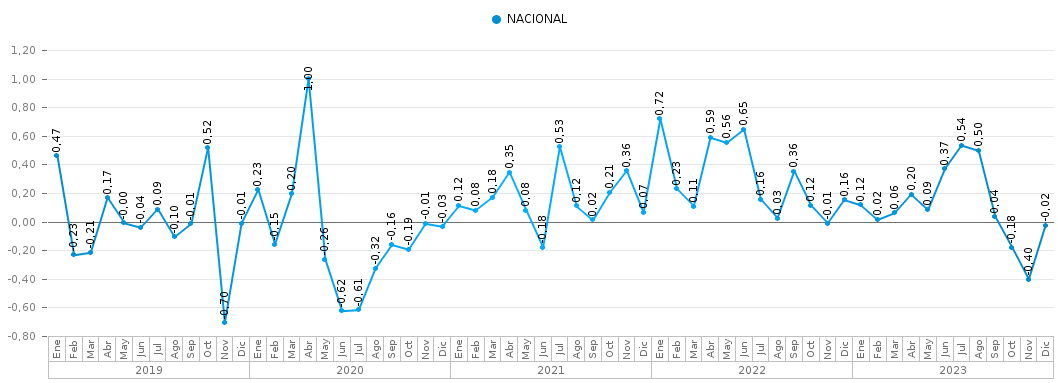 NACIONAL
1,20
1,00
0,80
0,60
0,40
0,20
0,00
-0,20
-0,40
-0,60
-0,80
0,47 -0,23 -0,21 0,17 -0,00 -0,04 0,09 -0,10 -0,01 0,52 -0,70 -0,01
0,23 -0,15 0,20 1,00 -0,26 -0,62 -0,61 -0,32 -0,16 -0,19 -0,01 -0,03
0,12 0,08 0,18 0,35 0,08 -0,18 0,53 0,12 0,02 0,21 0,36 0,07
0,72 0,23 0,11 0,59 0,56 0,65 0,16 0,03 0,36 0,12 -0,01 0,16
0,12 0,02 0,06 0,20 0,09 0,37 0,54 0,50 0,04 -0,18 -0,40 -0,02
Ene Feb Mar Abr May Jun Jul Ago Sep Oct Nov Dic Ene Feb Mar Abr May Jun Jul Ago Sep Oct Nov Dic Ene Feb Mar Abr May Jun Jul Ago Sep Oct Nov Dic Ene Feb Mar Abr May Jun Jul Ago Sep Oct Nov Dic Ene Feb Mar Abr May Jun Jul Ago Sep Oct Nov Dic
2019 2020 2021 2022 2023